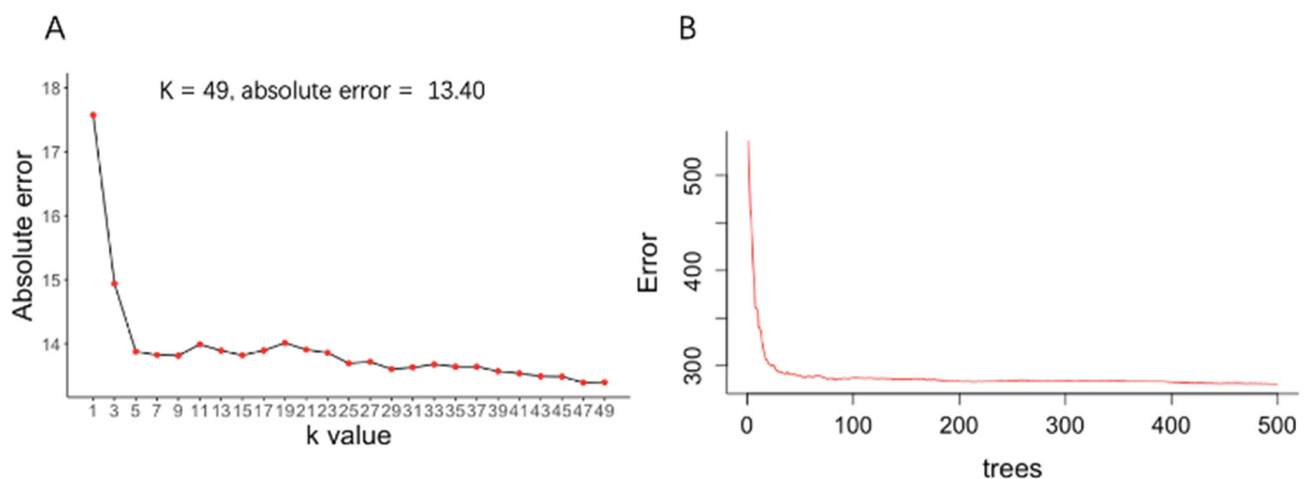 A
K = 49, absolute error = 13.40
18
17
16
15
14
Absolute error
1 3 5 7 9 11 13 15 17 19 21 23 25 27 29 31 33 35 37 39 41 43 45 47 49
k value
B
500
400
300
Error
0 100 200 300 400 500
trees